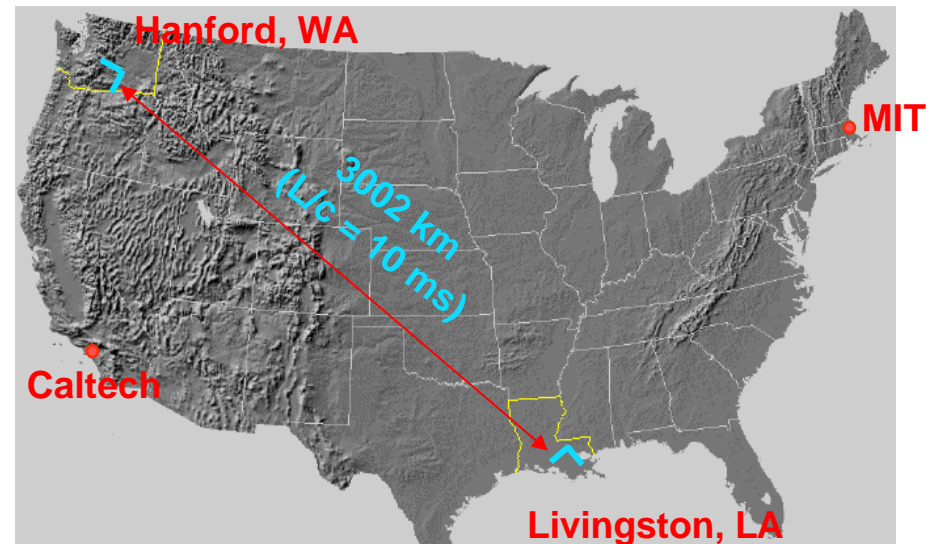 Hanford, WA
MIT
3002 km
(L/c = 10 ms)
Caltech
Livingston, LA